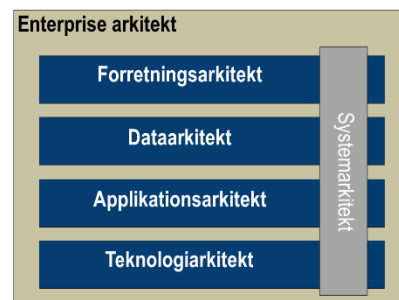 Enterprise arkitekt
Forretningsarkitekt
Dataarkitekt
Applikationsarkitekt
Teknologiarkitekt
Systemarkitekt